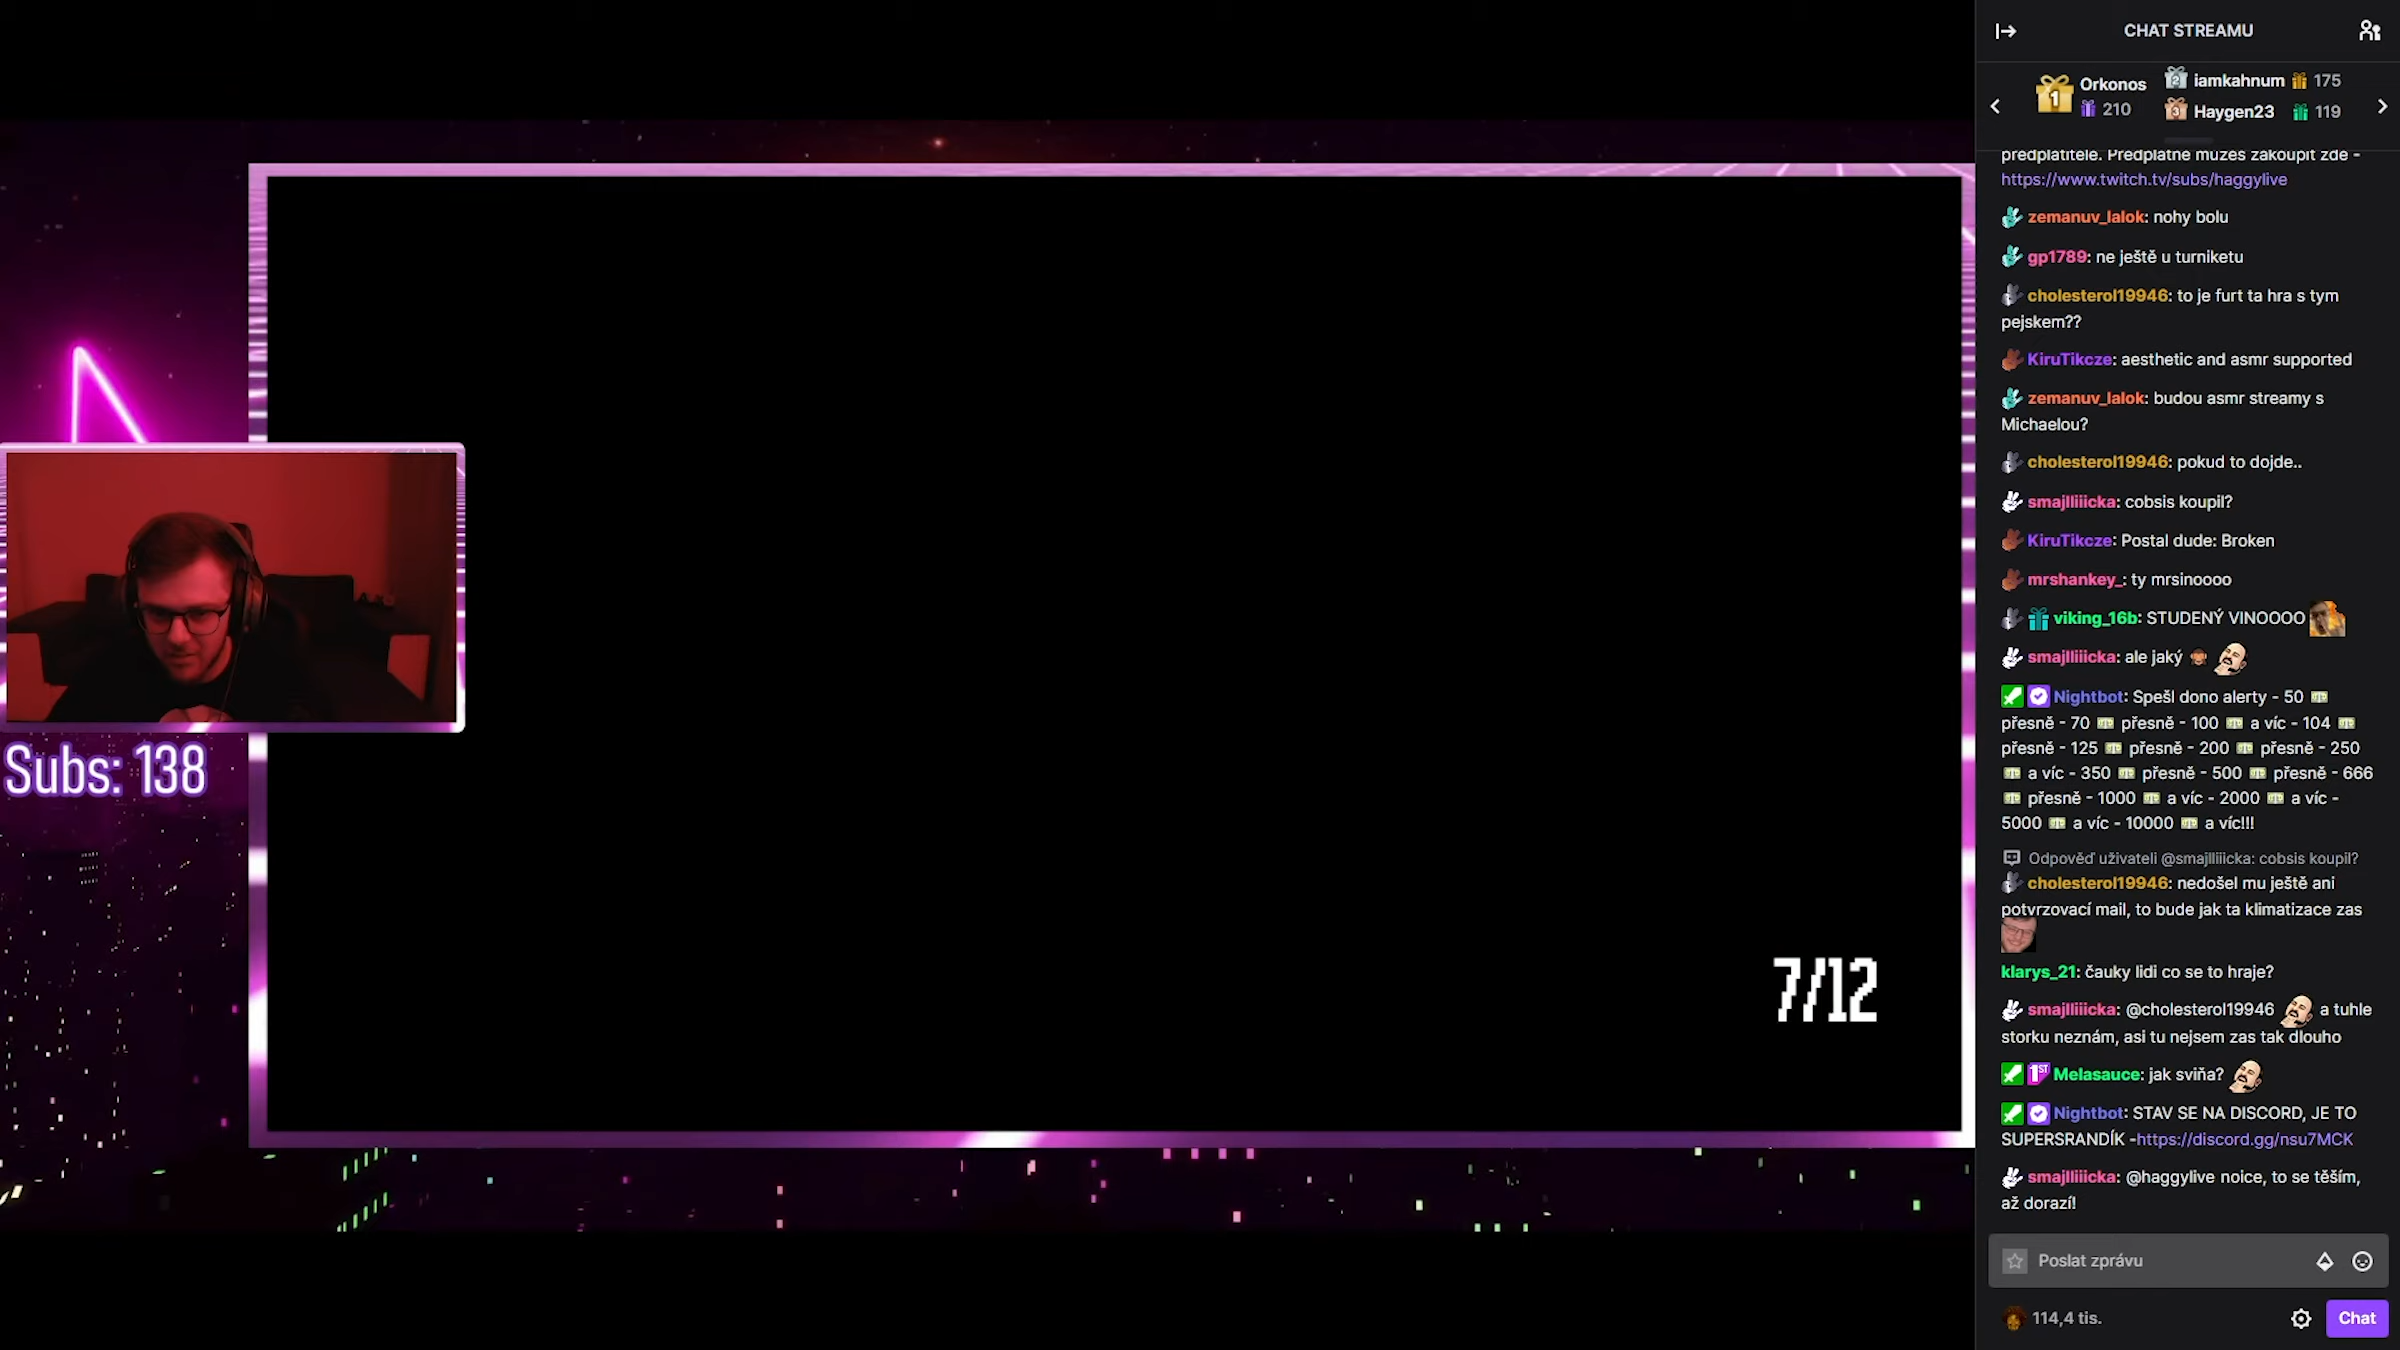 CHAT STREAMU
1
Orkonos
210
2 iamkahnum 175
3 Haygen23 119
předplatitele. Předplatné můžeš zakoupit zde -
https://www.twitch.tv/subs/haggylive
zemanuv_lalok: nohy bolu
gp1789: ne ještě u turniketu
cholesterol19946: to je furt ta hra s tym
pejskem??
KiruTikcze: aesthetic and asmr supported
zemanuv_lalok: budou asmr streamy s
Michaelou?
cholesterol19946: pokud to dojde..
smajlliiicka: cobsis koupil?
KiruTikcze: Postal dude: Broken
mrshankey_: ty mrsinoooo
viking_16b: STUDENÝ VINOOOO
smajlliiicka: ale jaký
Nightbot: Spešl dono alerty - 50
přesně - 70 přesně - 100 a víc - 104
přesně - 125 přesně - 200 přesně - 250
a víc - 350 přesně - 500 přesně - 666
přesně - 1000 a víc - 2000 a víc -
5000 a víc - 10000 a víc!!!
Odpověď uživateli @smajlliiicka: cobsis koupil?
cholesterol19946: nedošel mu ještě ani
potvrzovací mail, to bude jak ta klimatizace zas
klarys_21: čauky lidi co se to hraje?
smajlliiicka: @cholesterol19946 a tuhle
storku neznám, asi tu nejsem zas tak dlouho
1ST Melasauce: jak sviňa?
Nightbot: STAV SE NA DISCORD, JE TO
SUPERSRANDÍK -https://discord.gg/nsu7MCK
smajlliiicka: @haggylive noice, to se těším,
až dorazí!
Poslat zprávu
114,4 tis.
Chat
Subs: 138
7/12